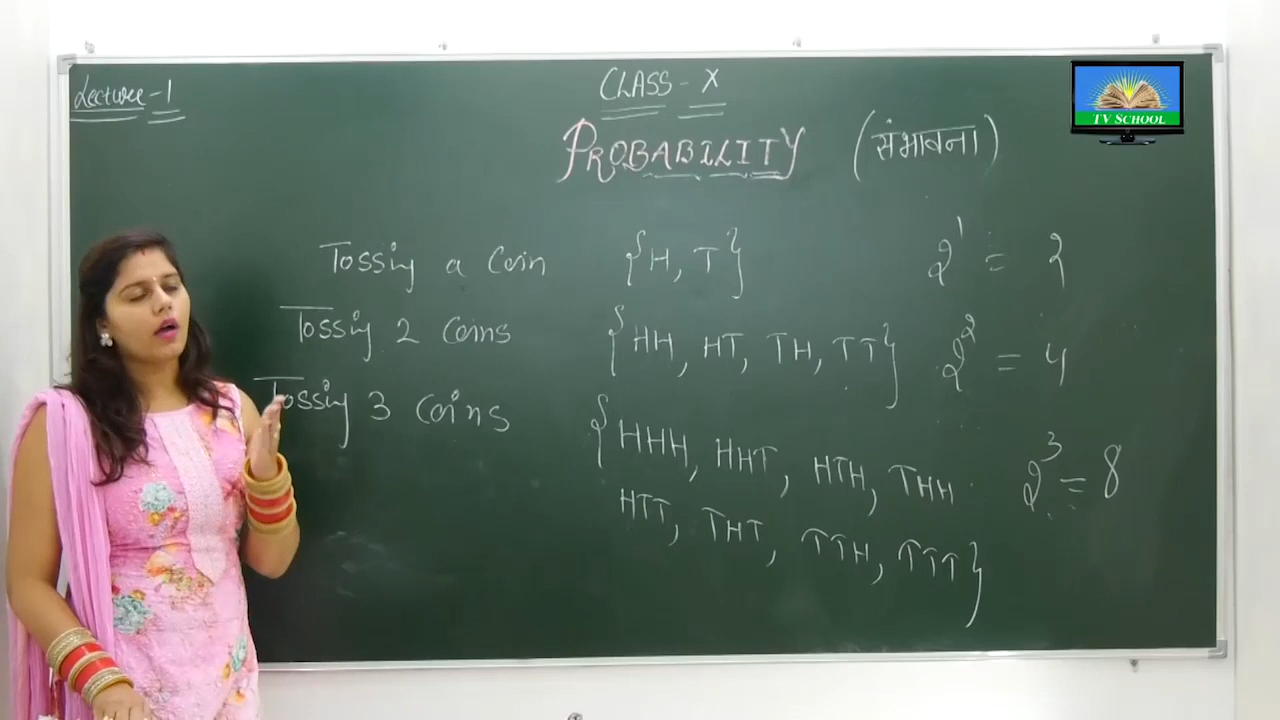 Lecture-1
CLASS - X
PROBABILITY (संभावना)
TV SCHOOL
Tossing a Coin {H, T} 2¹ = 2
Tossing 2 Coins {HH, HT, TH, TT} 2² = 4
Tossing 3 Coins {HHH, HHT, HTH, THH 2³ = 8
HTT, THT, TTH, TTT}